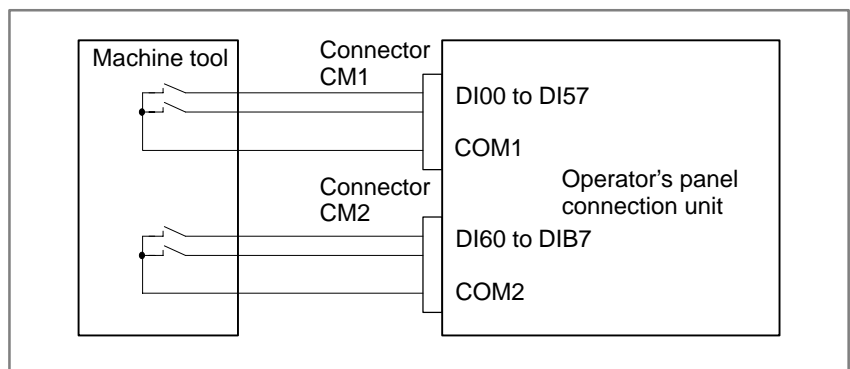 Machine tool
Connector
CM1
DI00 to DI57
COM1
Operator's panel
connection unit
Connector
CM2
DI60 to DIB7
COM2